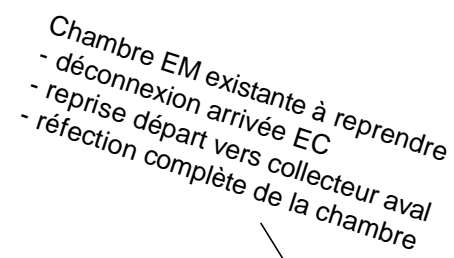 Chambre EM existante à reprendre
- déconnexion arrivée EC
- reprise départ vers collecteur aval
- réfection complète de la chambre